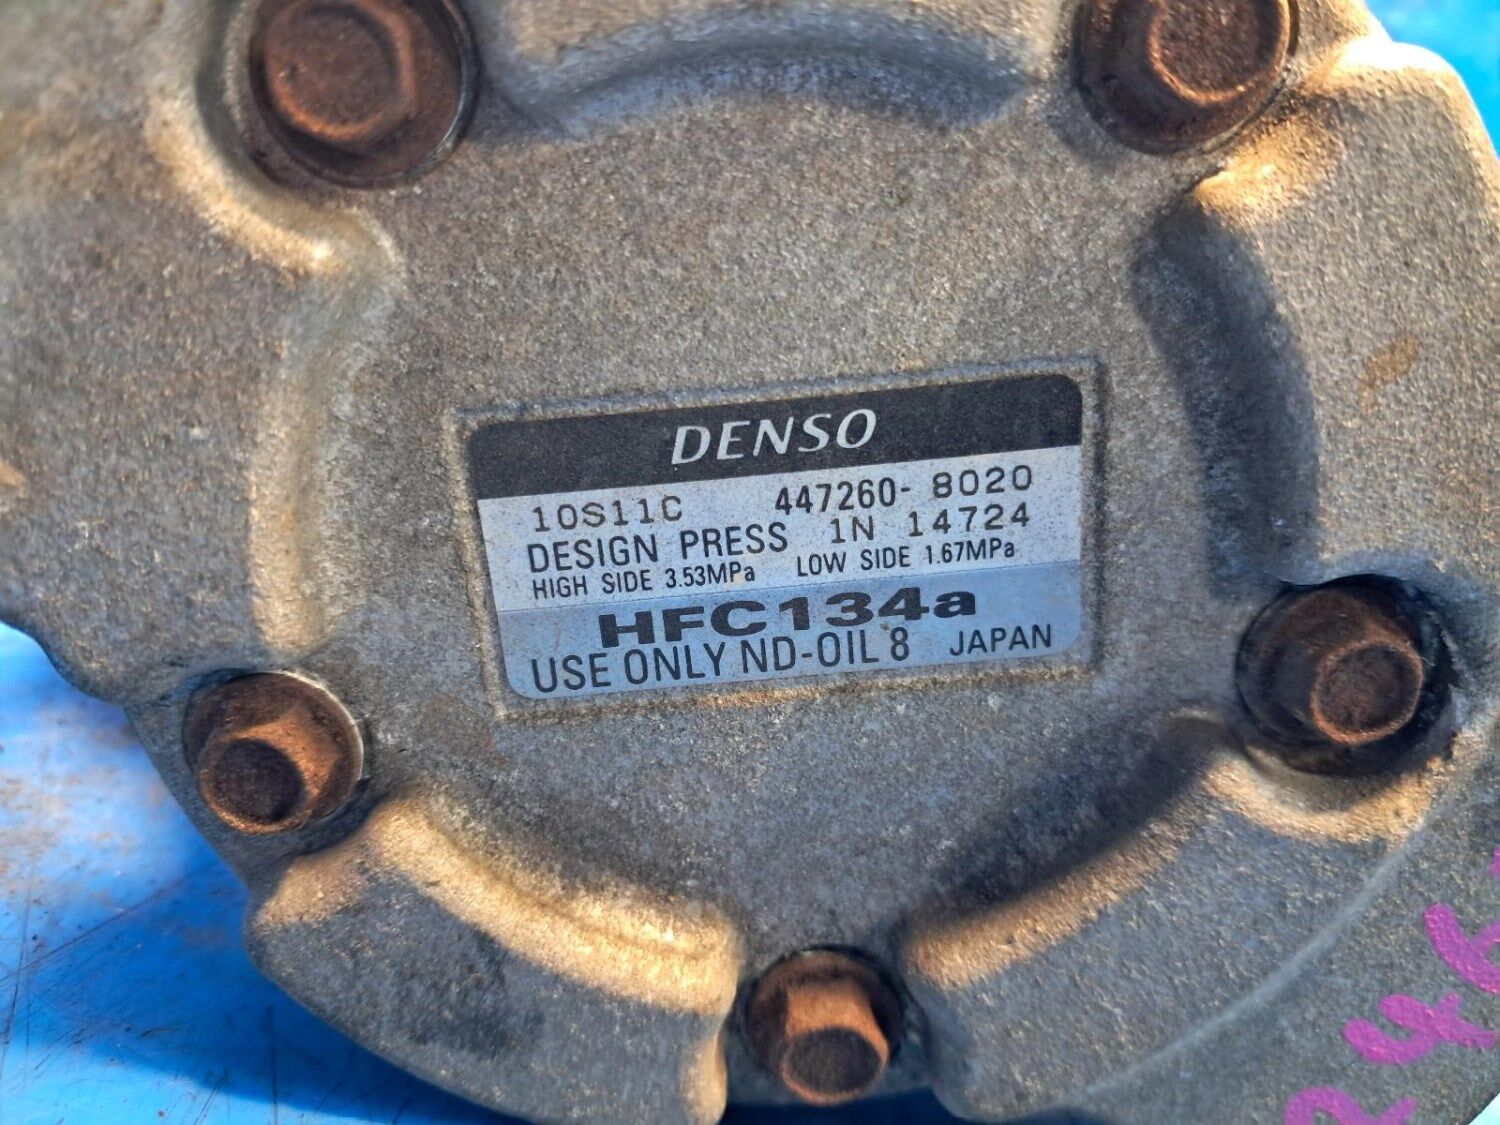 DENSO
10S11C 447260-8020
DESIGN PRESS 1N 14724
HIGH SIDE 3.53MPa LOW SIDE 1.67MPa
HFC134a
USE ONLY ND-OIL 8 JAPAN